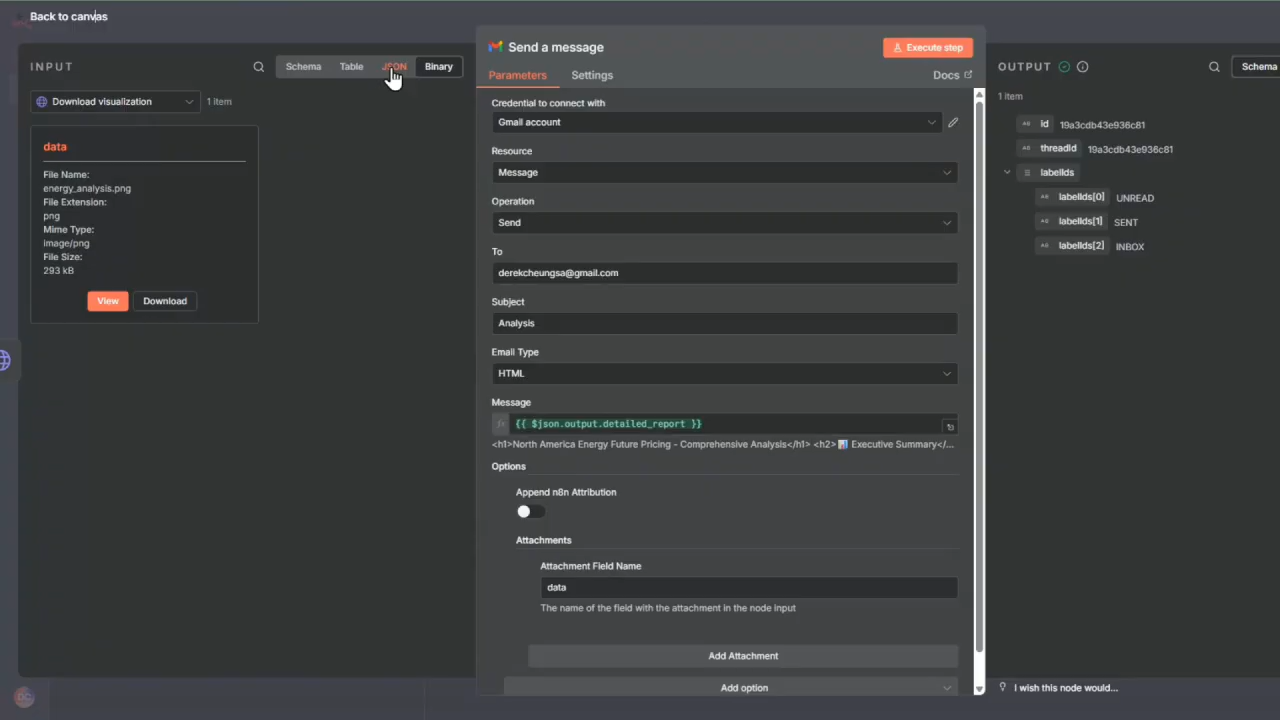 Back to canvas
INPUT
Schema
Table
JSON
Binary
Download visualization
1 item
data
File Name:
energy_analysis.png
File Extension:
png
Mime Type:
image/png
File Size:
293 kB
View
Download
Send a message
Execute step
Parameters
Settings
Docs
Credential to connect with
Gmail account
Resource
Message
Operation
Send
To
derekcheungsa@gmail.com
Subject
Analysis
Email Type
HTML
Message
fx {{ $json.output.detailed_report }}
<h1>North America Energy Future Pricing - Comprehensive Analysis</h1> <h2>📊 Executive Summary</...
Options
Append n8n Attribution
Attachments
Attachment Field Name
data
The name of the field with the attachment in the node input
Add Attachment
Add option
OUTPUT
Schema
1 item
id 19a3cdb43e936c81
threadId 19a3cdb43e936c81
labelIds
labelIds[0] UNREAD
labelIds[1] SENT
labelIds[2] INBOX
I wish this node would...